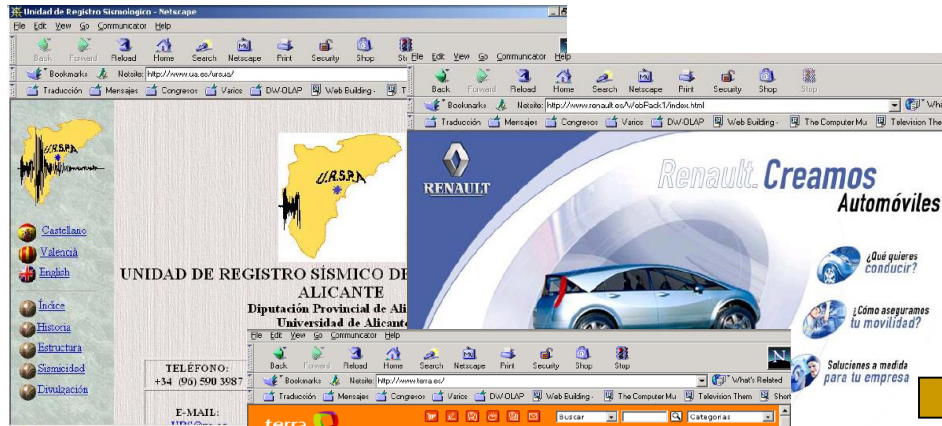 Unidad de Registro Sismologico - Netscape
File Edit View Go Communicator Help
Back Forward Reload Home Search Netscape Print Security Shop
Bookmarks Netsite: http://www.ua.es/ursua/
Traducción Mensajes Congresos Varios DW-OLAP Web Building
U.R.S.P.A
Castellano
Valencià
English
Índice
Historia
Estructura
Sismicidad
Divulgación
U.R.S.P.A
UNIDAD DE REGISTRO SÍSMICO DE
ALICANTE
Diputación Provincial de Ali
Universidad de Alicante
TELÉFONO:
+34 (96) 590 3987
E-MAIL:
File Edit View Go Communicator Help
Back Forward Reload Home Search Netscape Print Security Shop Stop
Bookmarks Netsite: http://www.renault.es/WebPack1/index.html
Traducción Mensajes Congresos Varios DW-OLAP Web Building The Computer Mu Television The
RENAULT
Renault. Creamos
Automóviles
¿Qué quieres
conducir?
¿Cómo aseguramos
tu movilidad?
Soluciones a medida
para tu empresa
File Edit View Go Communicator Help
Back Forward Reload Home Search Netscape Print Security Shop Stop
N
Bookmarks Netsite: http://www.terra.es/ What's Related
Traducción Mensajes Congresos Varios DW-OLAP Web Building The Computer Mu Television Them Short
terra Buscar Categorias